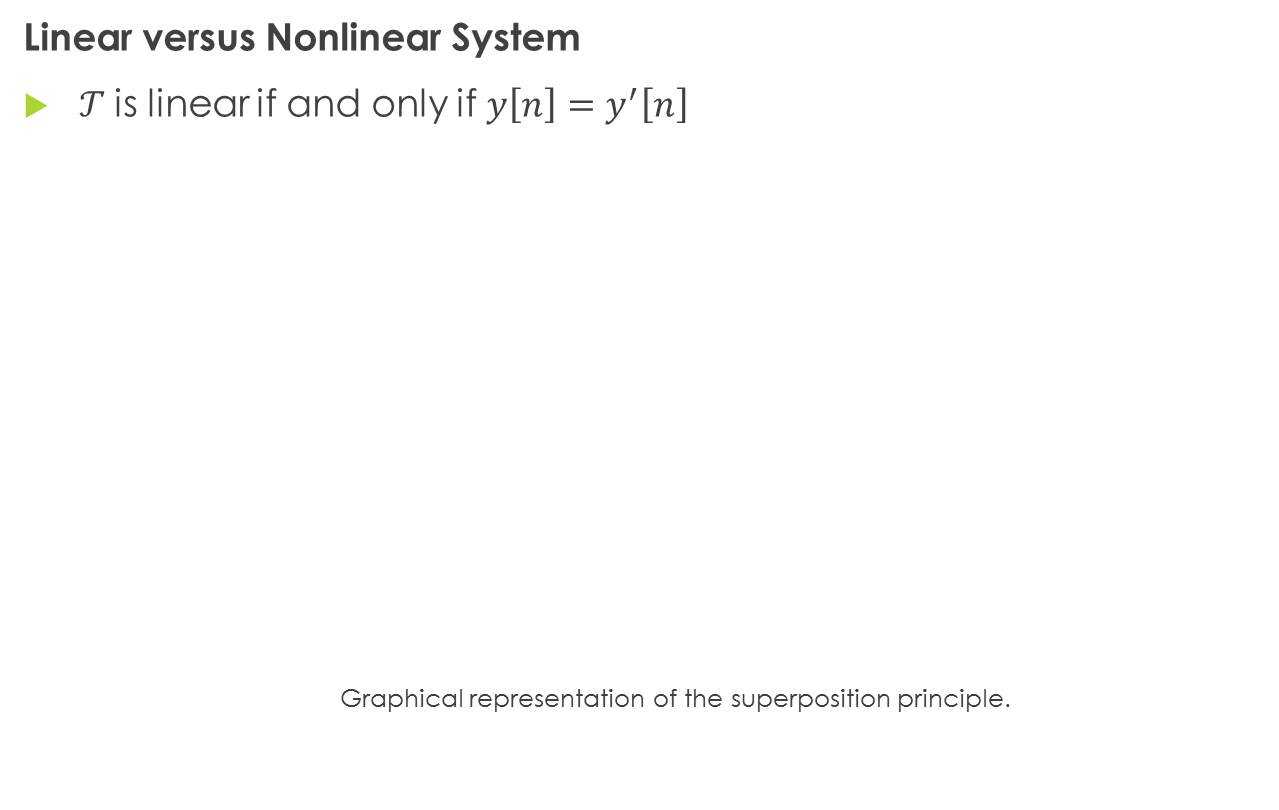 Linear versus Nonlinear System
𝒯 is linear if and only if y[n] = y′[n]
Graphical representation of the superposition principle.